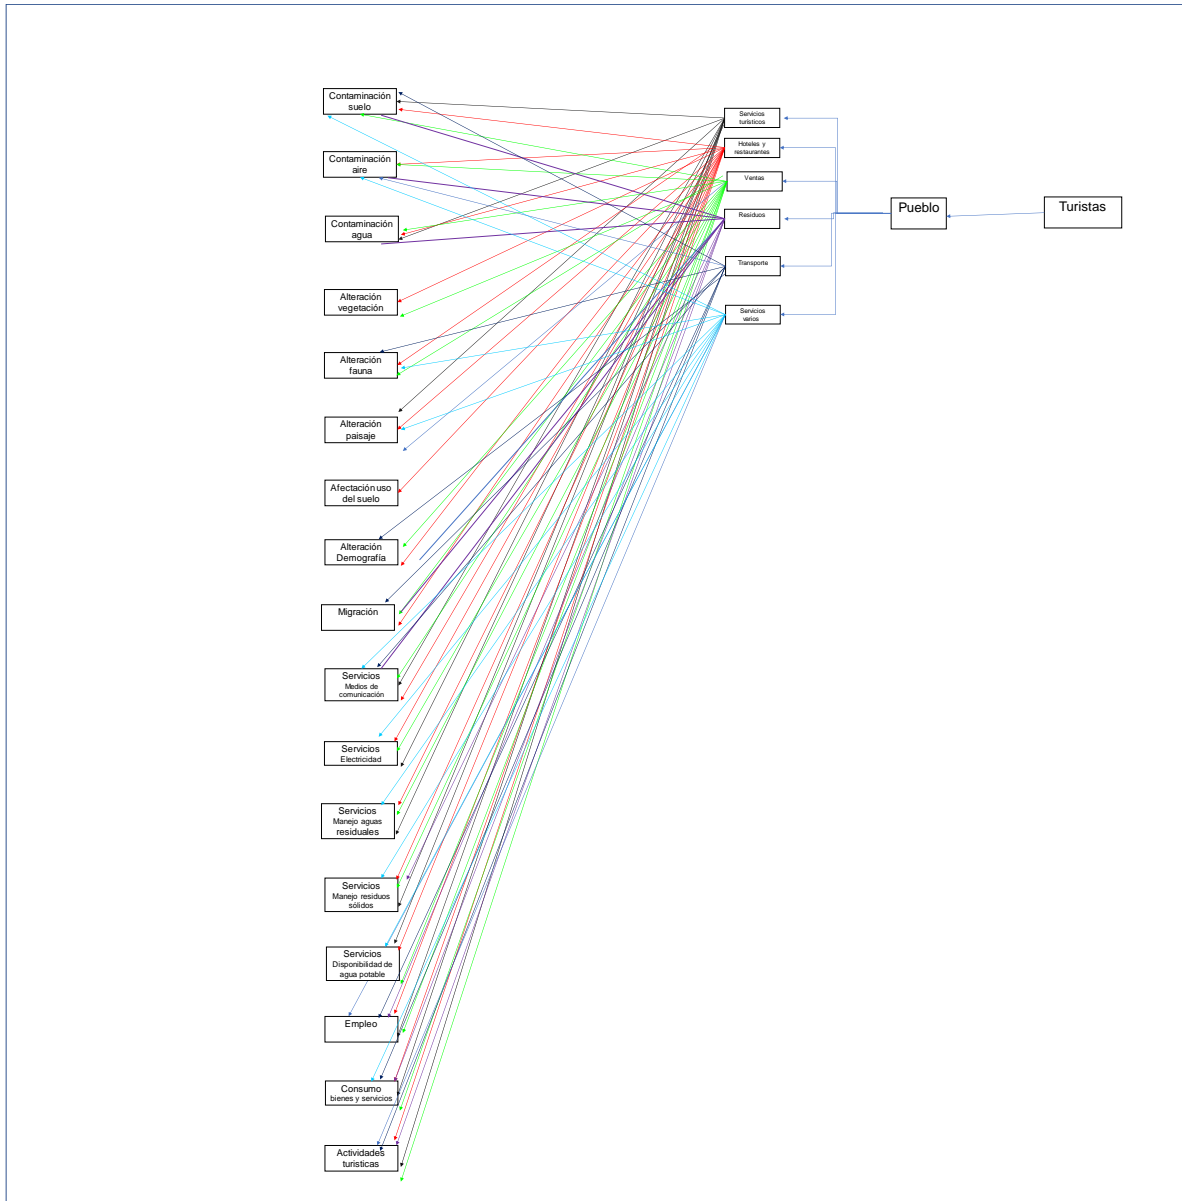 Contaminación
suelo
Contaminación
aire
Contaminación
agua
Alteración
vegetación
Alteración
fauna
Alteración
paisaje
Afectación uso
del suelo
Alteración
Demografía
Migración
Servicios
Medios de
comunicación
Servicios
Electricidad
Servicios
Manejo aguas
residuales
Servicios
Manejo residuos
sólidos
Servicios
Disponibilidad de
agua potable
Empleo
Consumo
bienes y servicios
Actividades
turisticas
Servicios
turísticos
Hoteles y
restaurantes
Ventas
Residuos
Transporte
Servicios
varios
Pueblo
Turistas